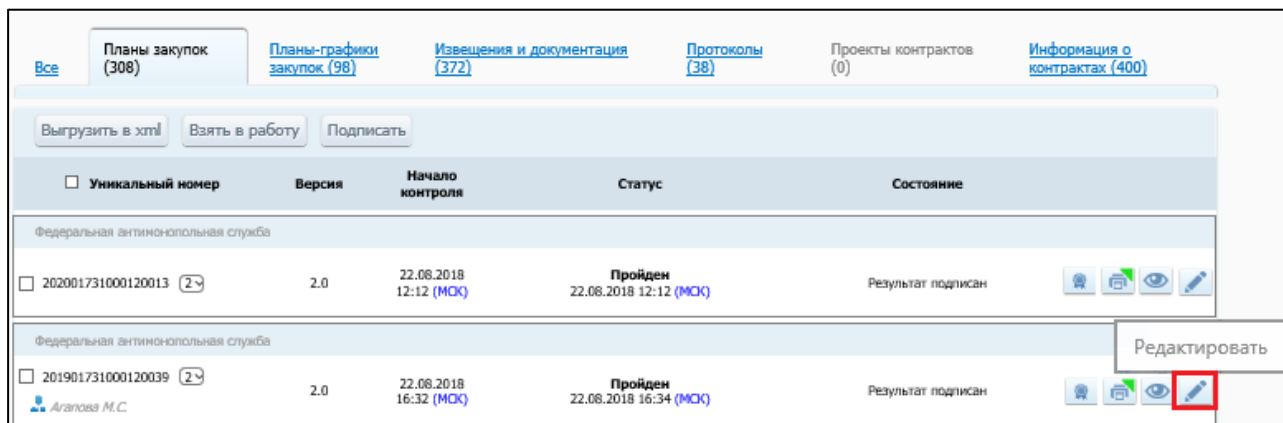 Все
Планы закупок
(308)
Планы-графики
закупок (98)
Извещения и документация
(372)
Протоколы
(38)
Проекты контрактов
(0)
Информация о
контрактах (400)
Выгрузить в xml Взять в работу Подписать
Уникальный номер Версия Начало контроля Статус Состояние
Федеральная антимонопольная служба
202001731000120013 2 2.0 22.08.2018 Пройден Результат подписан
12:12 (МСК) 22.08.2018 12:12 (МСК)
Федеральная антимонопольная служба
Редактировать
201901731000120039 2 2.0 22.08.2018 Пройден Результат подписан
Агапова М.С. 16:32 (МСК) 22.08.2018 16:34 (МСК)